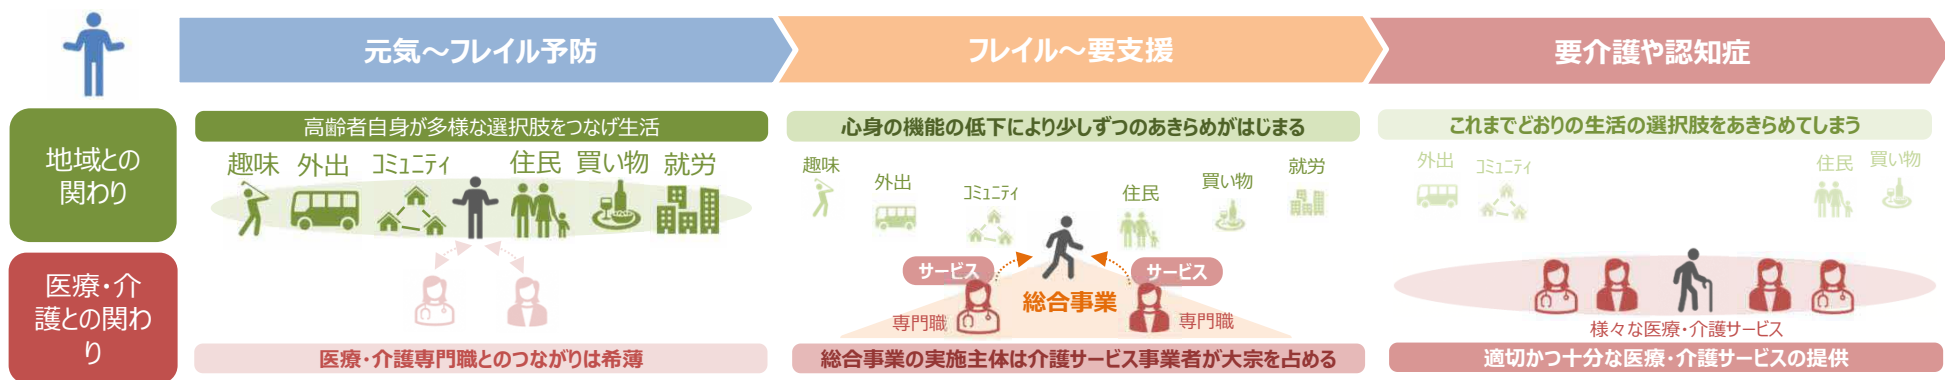 元気～フレイル予防
フレイル～要支援
要介護や認知症
地域との
関わり
高齢者自身が多様な選択肢をつなげ生活
趣味
外出
ｺﾐｭﾆﾃｨ
住民
買い物
就労
心身の機能の低下により少しずつのあきらめがはじまる
趣味
外出
ｺﾐｭﾆﾃｨ
住民
買い物
就労
これまでどおりの生活の選択肢をあきらめてしまう
外出
ｺﾐｭﾆﾃｨ
住民
買い物
医療・介
護との関わ
り
医療・介護専門職とのつながりは希薄
サービス
サービス
総合事業
専門職
専門職
総合事業の実施主体は介護サービス事業者が大宗を占める
様々な医療・介護サービス
適切かつ十分な医療・介護サービスの提供